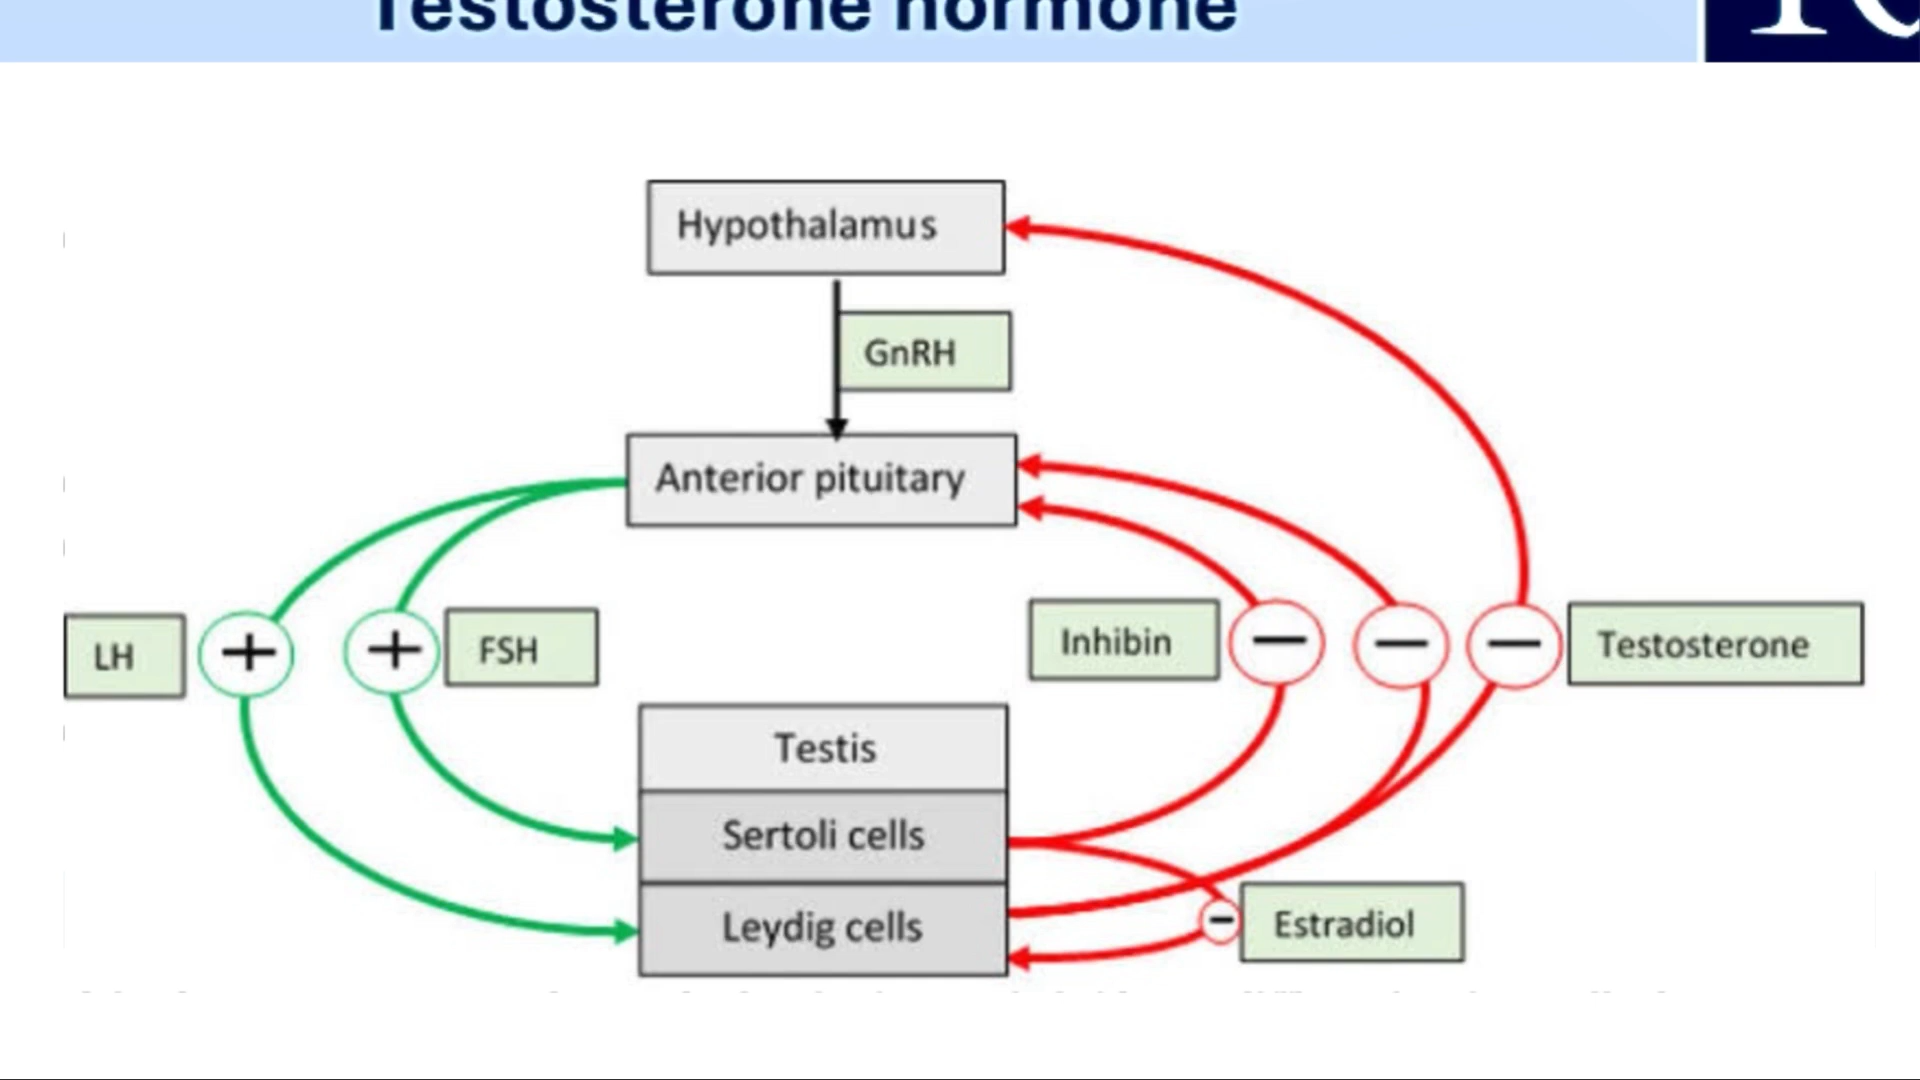 Testosterone hormone
Hypothalamus
GnRH
Anterior pituitary
LH
+
+
FSH
Inhibin
−
−
−
Testosterone
Testis
Sertoli cells
Leydig cells
−
Estradiol